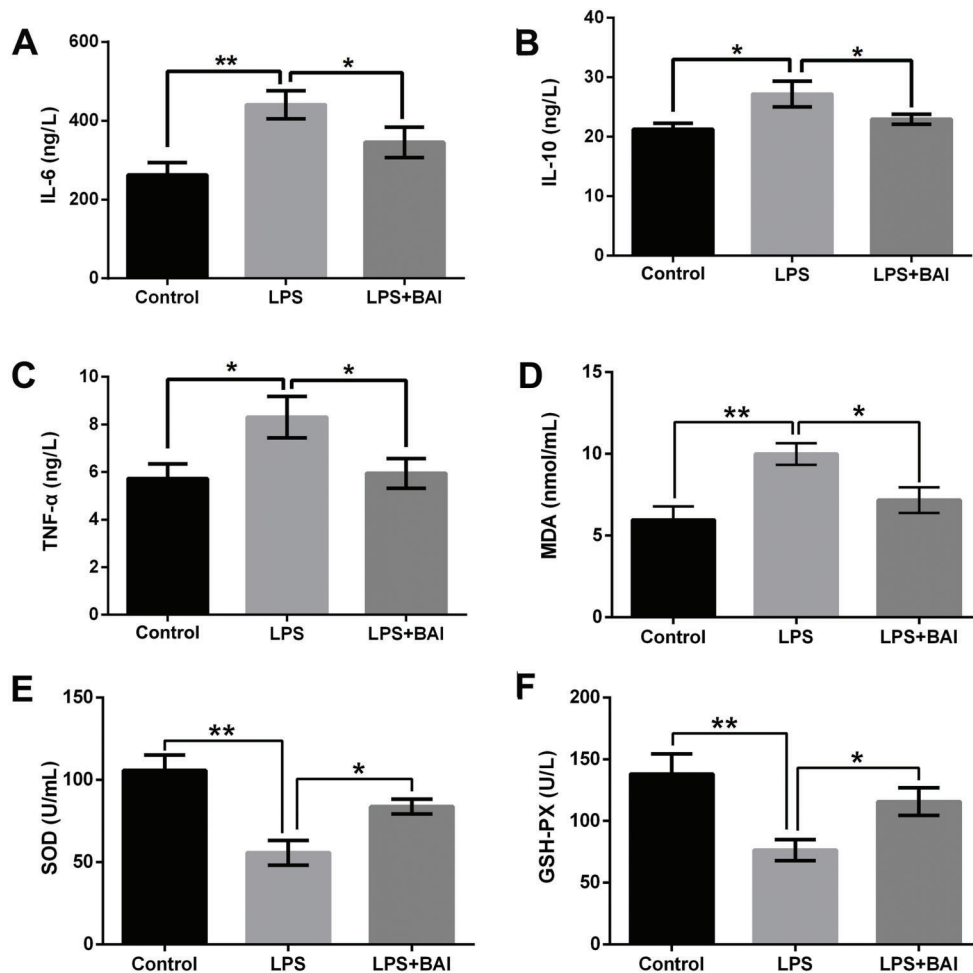 A
IL-6 (ng/L)
600
400
200
0
**
*
Control
LPS
LPS+BAI
B
IL-10 (ng/L)
40
30
20
10
0
*
*
Control
LPS
LPS+BAI
C
TNF-α (ng/L)
10
8
6
4
2
0
*
*
Control
LPS
LPS+BAI
D
MDA (nmol/mL)
15
10
5
0
**
*
Control
LPS
LPS+BAI
E
SOD (U/mL)
150
100
50
0
**
*
Control
LPS
LPS+BAI
F
GSH-PX (U/L)
200
150
100
50
0
**
*
Control
LPS
LPS+BAI